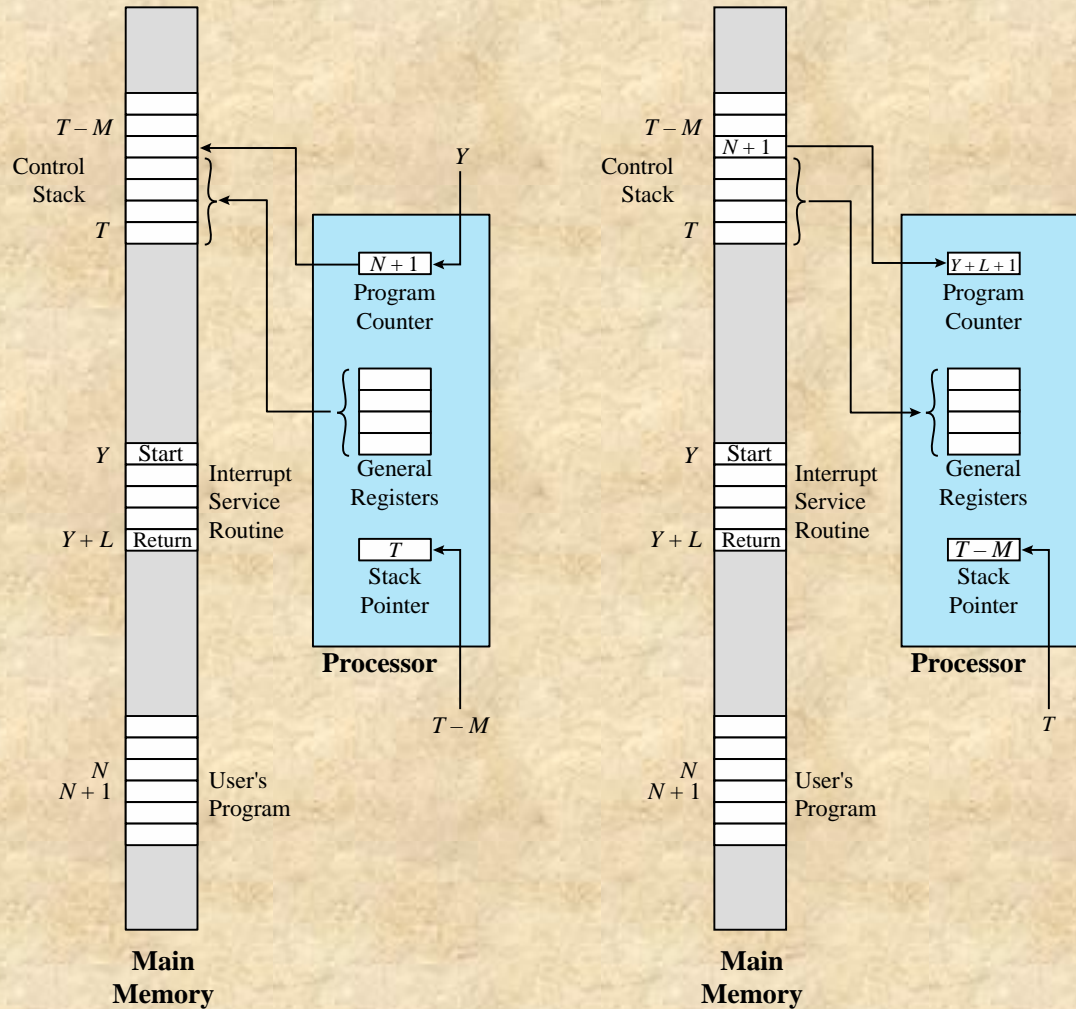 T – M
Control
Stack
T
Y
N + 1
Program
Counter
General
Registers
T
Stack
Pointer
Processor
T – M
Y
Start
Interrupt
Service
Routine
Y + L
Return
N
N + 1
User's
Program
Main
Memory
T – M
N + 1
Control
Stack
T
Y + L + 1
Program
Counter
General
Registers
T – M
Stack
Pointer
Processor
T
Y
Start
Interrupt
Service
Routine
Y + L
Return
N
N + 1
User's
Program
Main
Memory